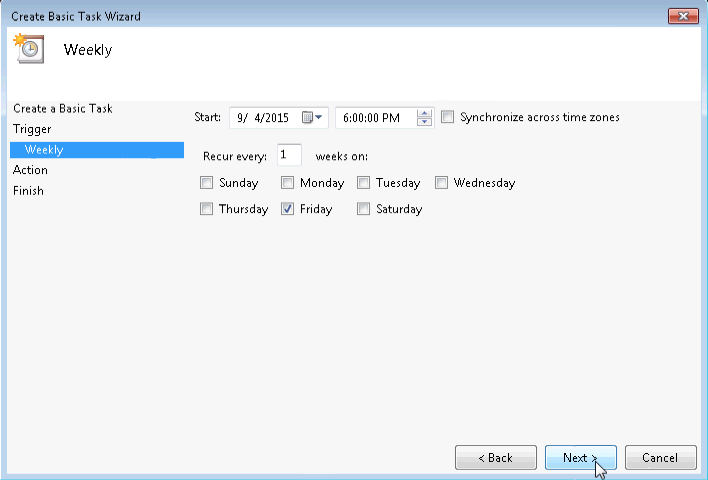 Create Basic Task Wizard
Weekly
Create a Basic Task
Trigger
Weekly
Action
Finish
Start: 9/ 4/2015 6:00:00 PM Synchronize across time zones
Recur every: 1 weeks on:
Sunday Monday Tuesday Wednesday
Thursday Friday Saturday
< Back Next > Cancel